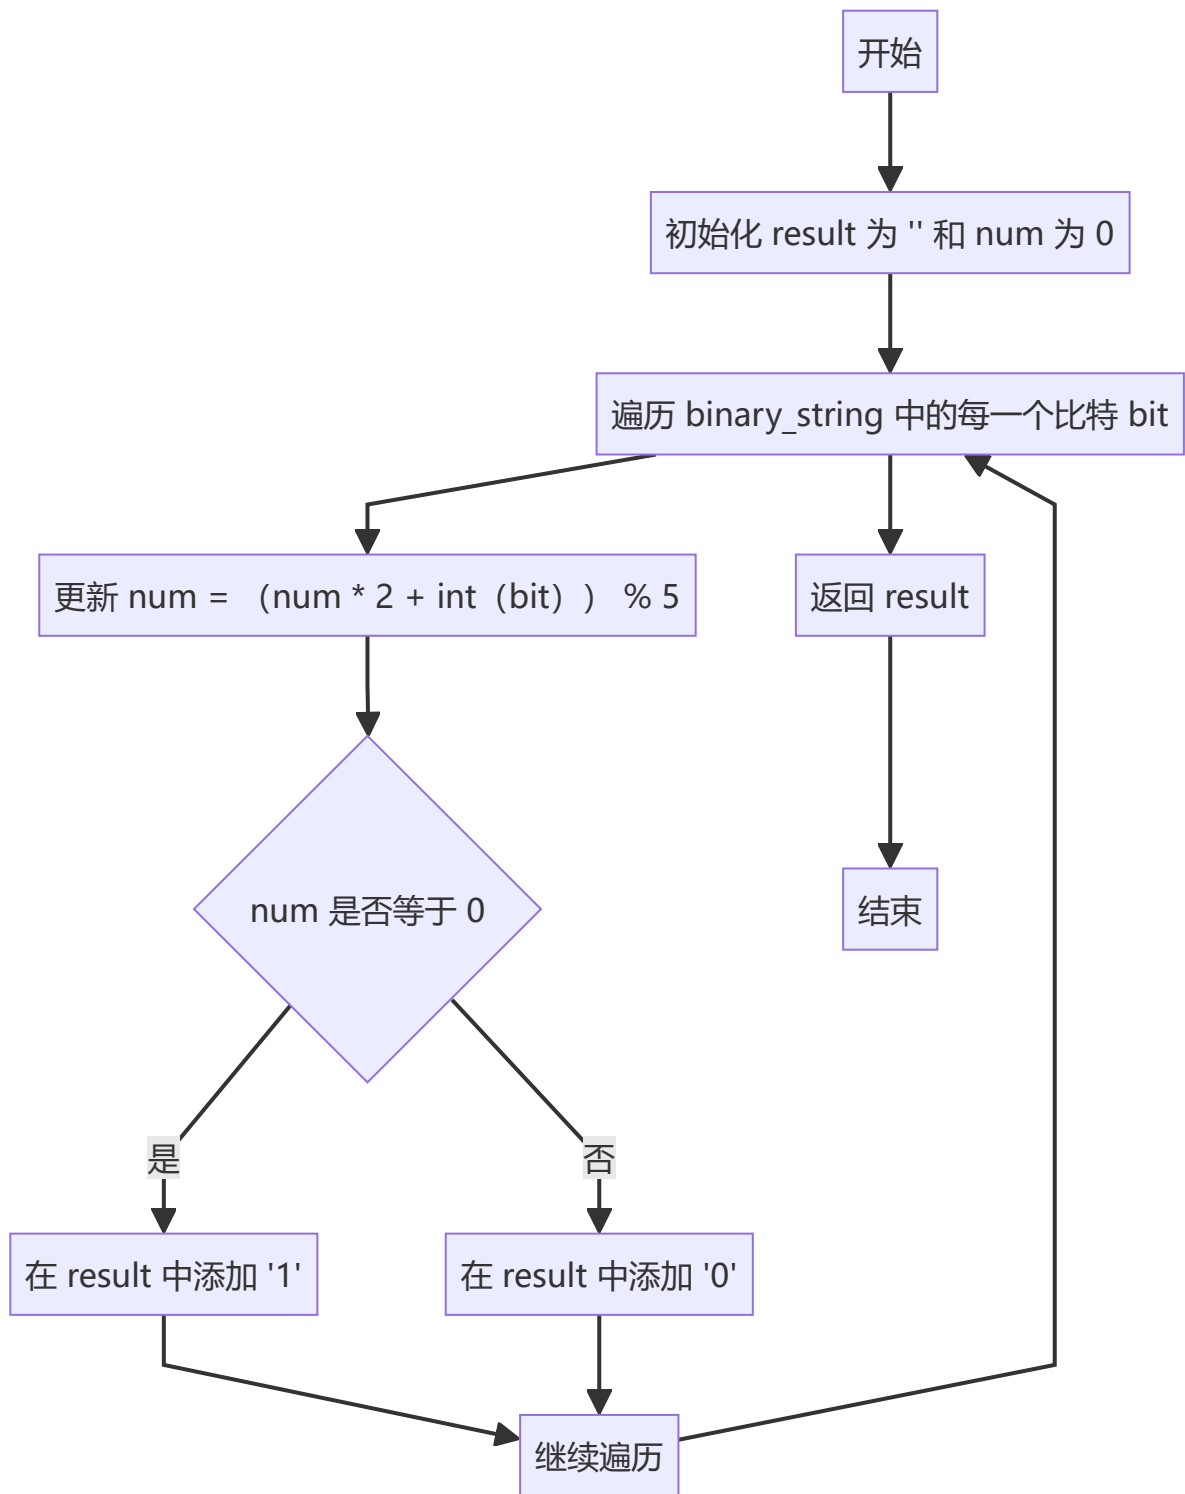 开始
初始化 result 为 '' 和 num 为 0
遍历 binary_string 中的每一个比特 bit
更新 num = （num * 2 + int（bit）） % 5
返回 result
num 是否等于 0
结束
是
否
在 result 中添加 '1'
在 result 中添加 '0'
继续遍历